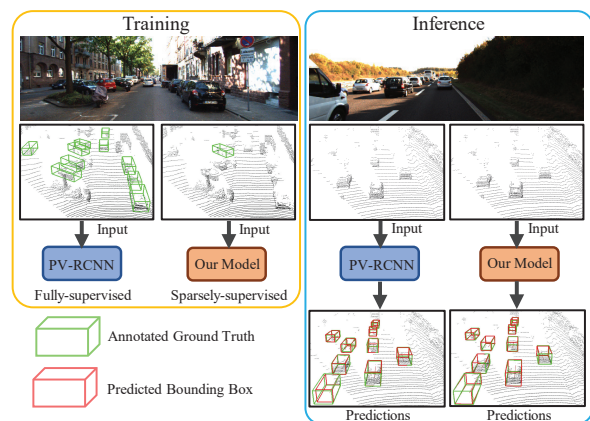 Training
Input
Input
PV-RCNN
Our Model
Fully-supervised
Sparsely-supervised
Annotated Ground Truth
Predicted Bounding Box
Inference
Input
Input
PV-RCNN
Our Model
Predictions
Predictions